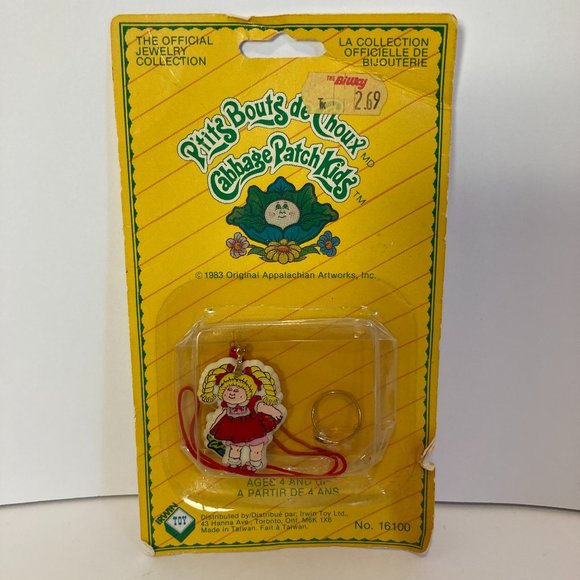 THE OFFICIAL
JEWELRY
COLLECTION
LA COLLECTION
OFFICIELLE DE
BIJOUTERIE
THE BiWay
2.69
P'tits Bouts de Choux MD
Cabbage Patch Kids TM
© 1983 Original Appalachian Artworks, Inc.
AGES 4 AND UP
A PARTIR DE 4 ANS
IRWIN
TOY
Distributed by/Distribué par: Irwin Toy Ltd.,
43 Hanna Ave., Toronto, Ont. M6K 1X6
Made in Taiwan. Fait à Taiwan.
No. 16100